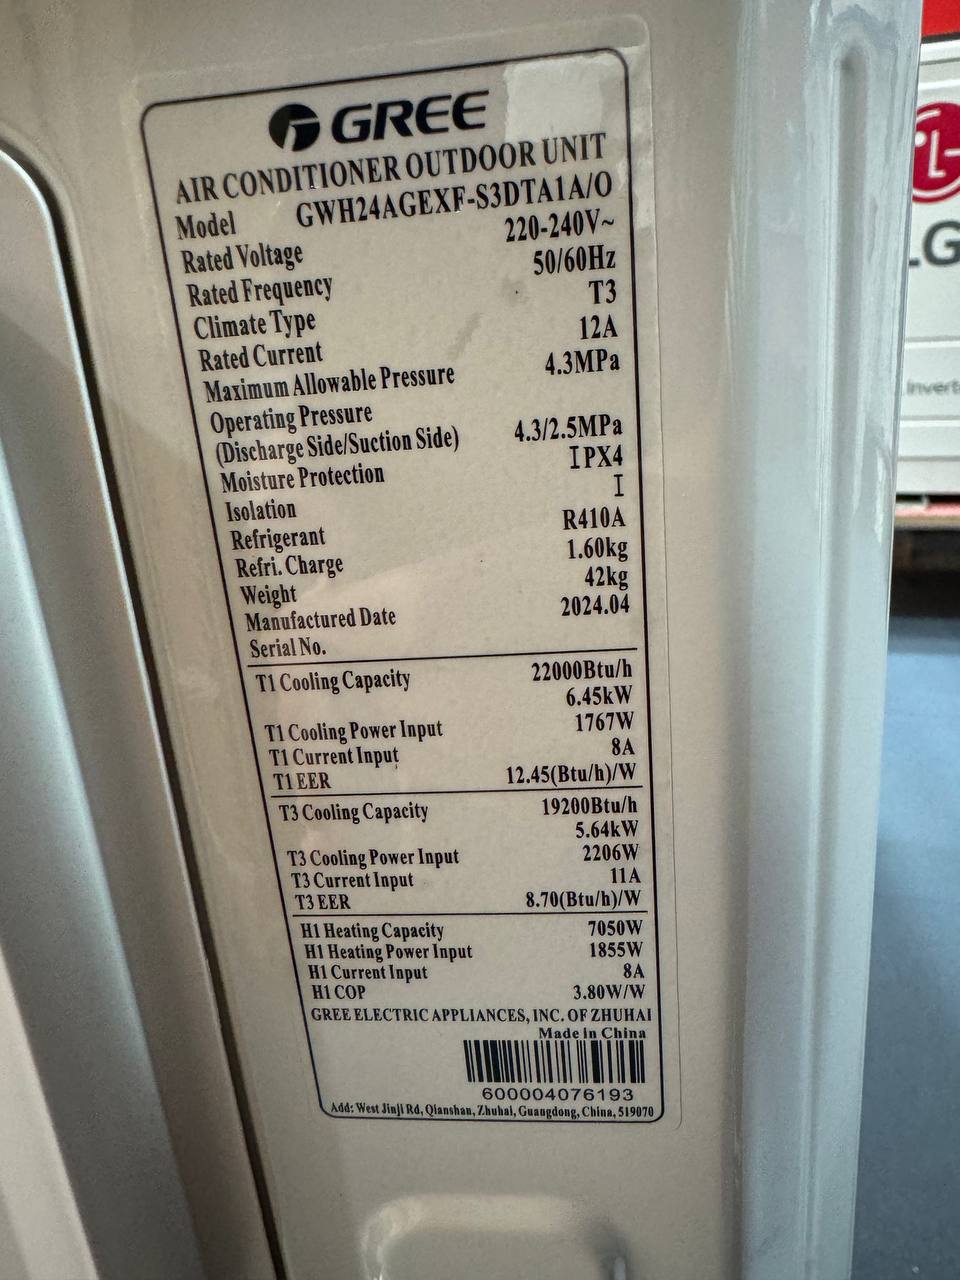 GREE
AIR CONDITIONER OUTDOOR UNIT
Model GWH24AGEXF-S3DTA1A/O
Rated Voltage 220-240V~
Rated Frequency 50/60Hz
Climate Type T3
Rated Current 12A
Maximum Allowable Pressure 4.3MPa
Operating Pressure
(Discharge Side/Suction Side) 4.3/2.5MPa
Moisture Protection IPX4
Isolation I
Refrigerant R410A
Refri. Charge 1.60kg
Weight 42kg
Manufactured Date 2024.04
Serial No.
T1 Cooling Capacity 22000Btu/h
6.45kW
T1 Cooling Power Input 1767W
T1 Current Input 8A
T1 EER 12.45(Btu/h)/W
T3 Cooling Capacity 19200Btu/h
5.64kW
T3 Cooling Power Input 2206W
T3 Current Input 11A
T3 EER 8.70(Btu/h)/W
H1 Heating Capacity 7050W
H1 Heating Power Input 1855W
H1 Current Input 8A
H1 COP 3.80W/W
GREE ELECTRIC APPLIANCES, INC. OF ZHUHAI
Made in China
600004076193
Add: West Jinji Rd, Qianshan, Zhuhai, Guangdong, China, 519070
LG